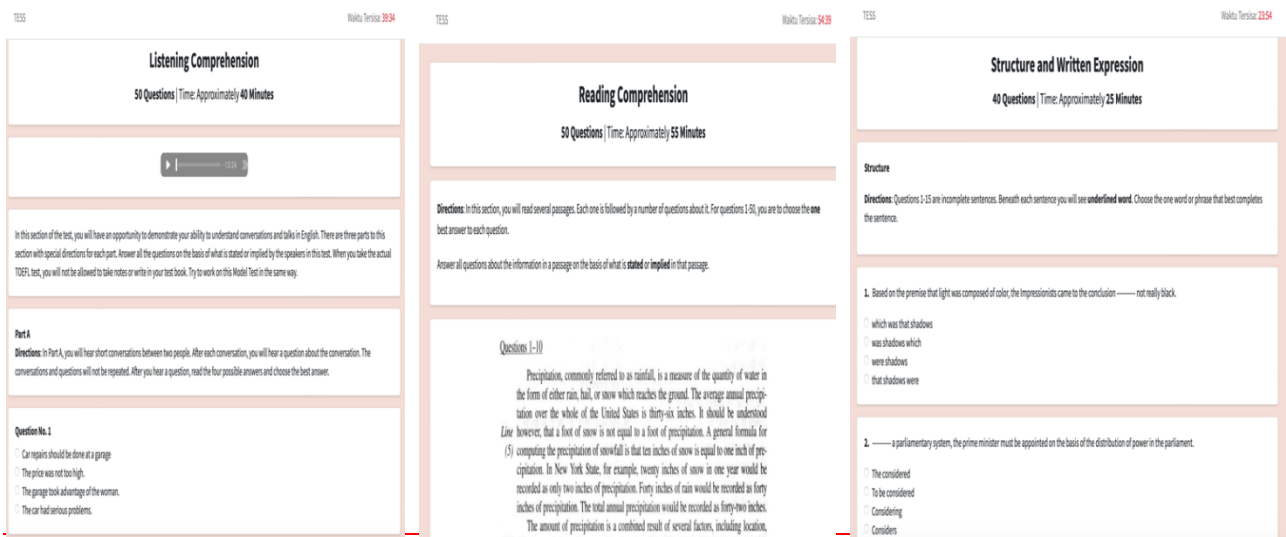 TESS
Waktu Tersisa: 39:34
Listening Comprehension
50 Questions | Time: Approximately 40 Minutes
In this section of the test, you will have an opportunity to demonstrate your ability to understand conversations and talks in English. There are three parts to this
section with special directions for each part. Answer all the questions on the basis of what is stated or implied by the speakers in this test. When you take the actual
TOEFL test, you will not be allowed to take notes or write in your test book. Try to work on this Model Test in the same way.
Part A
Directions: In Part A, you will hear short conversations between two people. After each conversation, you will hear a question about the conversation. The
conversations and questions will not be repeated. After you hear a question, read the four possible answers and choose the best answer.
Question No. 1
Car repairs should be done at a garage
The price was not too high.
The garage took advantage of the woman.
The car had serious problems.
TESS
Waktu Tersisa: 54:39
Reading Comprehension
50 Questions | Time: Approximately 55 Minutes
Directions: In this section, you will read several passages. Each one is followed by a number of questions about it. For questions 1-50, you are to choose the one
best answer to each question.
Answer all questions about the information in a passage on the basis of what is stated or implied in that passage.
Questions 1–10
Precipitation, commonly referred to as rainfall, is a measure of the quantity of water in
the form of either rain, hail, or snow which reaches the ground. The average annual precipi-
tation over the whole of the United States is thirty-six inches. It should be understood
Line however, that a foot of snow is not equal to a foot of precipitation. A general formula for
(5) computing the precipitation of snowfall is that ten inches of snow is equal to one inch of pre-
cipitation. In New York State, for example, twenty inches of snow in one year would be
recorded as only two inches of precipitation. Forty inches of rain would be recorded as forty
inches of precipitation. The total annual precipitation would be recorded as forty-two inches.
The amount of precipitation is a combined result of several factors, including location,
TESS
Waktu Tersisa: 23:54
Structure and Written Expression
40 Questions | Time: Approximately 25 Minutes
Structure
Directions: Questions 1-15 are incomplete sentences. Beneath each sentence you will see underlined word. Choose the one word or phrase that best completes
the sentence.
1. Based on the premise that light was composed of color, the Impressionists came to the conclusion --------- not really black.
which was that shadows
was shadows which
were shadows
that shadows were
2. --------- a parliamentary system, the prime minister must be appointed on the basis of the distribution of power in the parliament.
The considered
To be considered
Considering
Considers